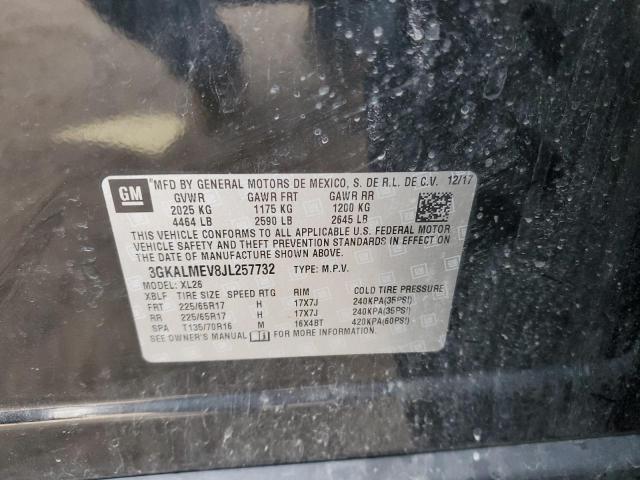 GM
*MFD BY GENERAL MOTORS DE MEXICO, S. DE R.L. DE C.V. 12/17
GVWR GAWR FRT GAWR RR
2025 KG 1175 KG 1200 KG
4464 LB 2590 LB 2645 LB
THIS VEHICLE CONFORMS TO ALL APPLICABLE U.S. FEDERAL MOTOR
VEHICLE SAFETY AND THEFT PREVENTION STANDARDS IN EFFECT ON
THE DATE OF MANUFACTURE SHOWN ABOVE.
3GKALMEV8JL257732 TYPE: M.P.V.
MODEL: XL26
XBLF TIRE SIZE SPEED RTG RIM COLD TIRE PRESSURE
FRT 225/65R17 H 17X7J 240KPA(35PSI)
RR 225/65R17 H 17X7J 240KPA(35PSI)
SPA T135/70R16 M 16X4BT 420KPA(60PSI)
SEE OWNER'S MANUAL FOR MORE INFORMATION.